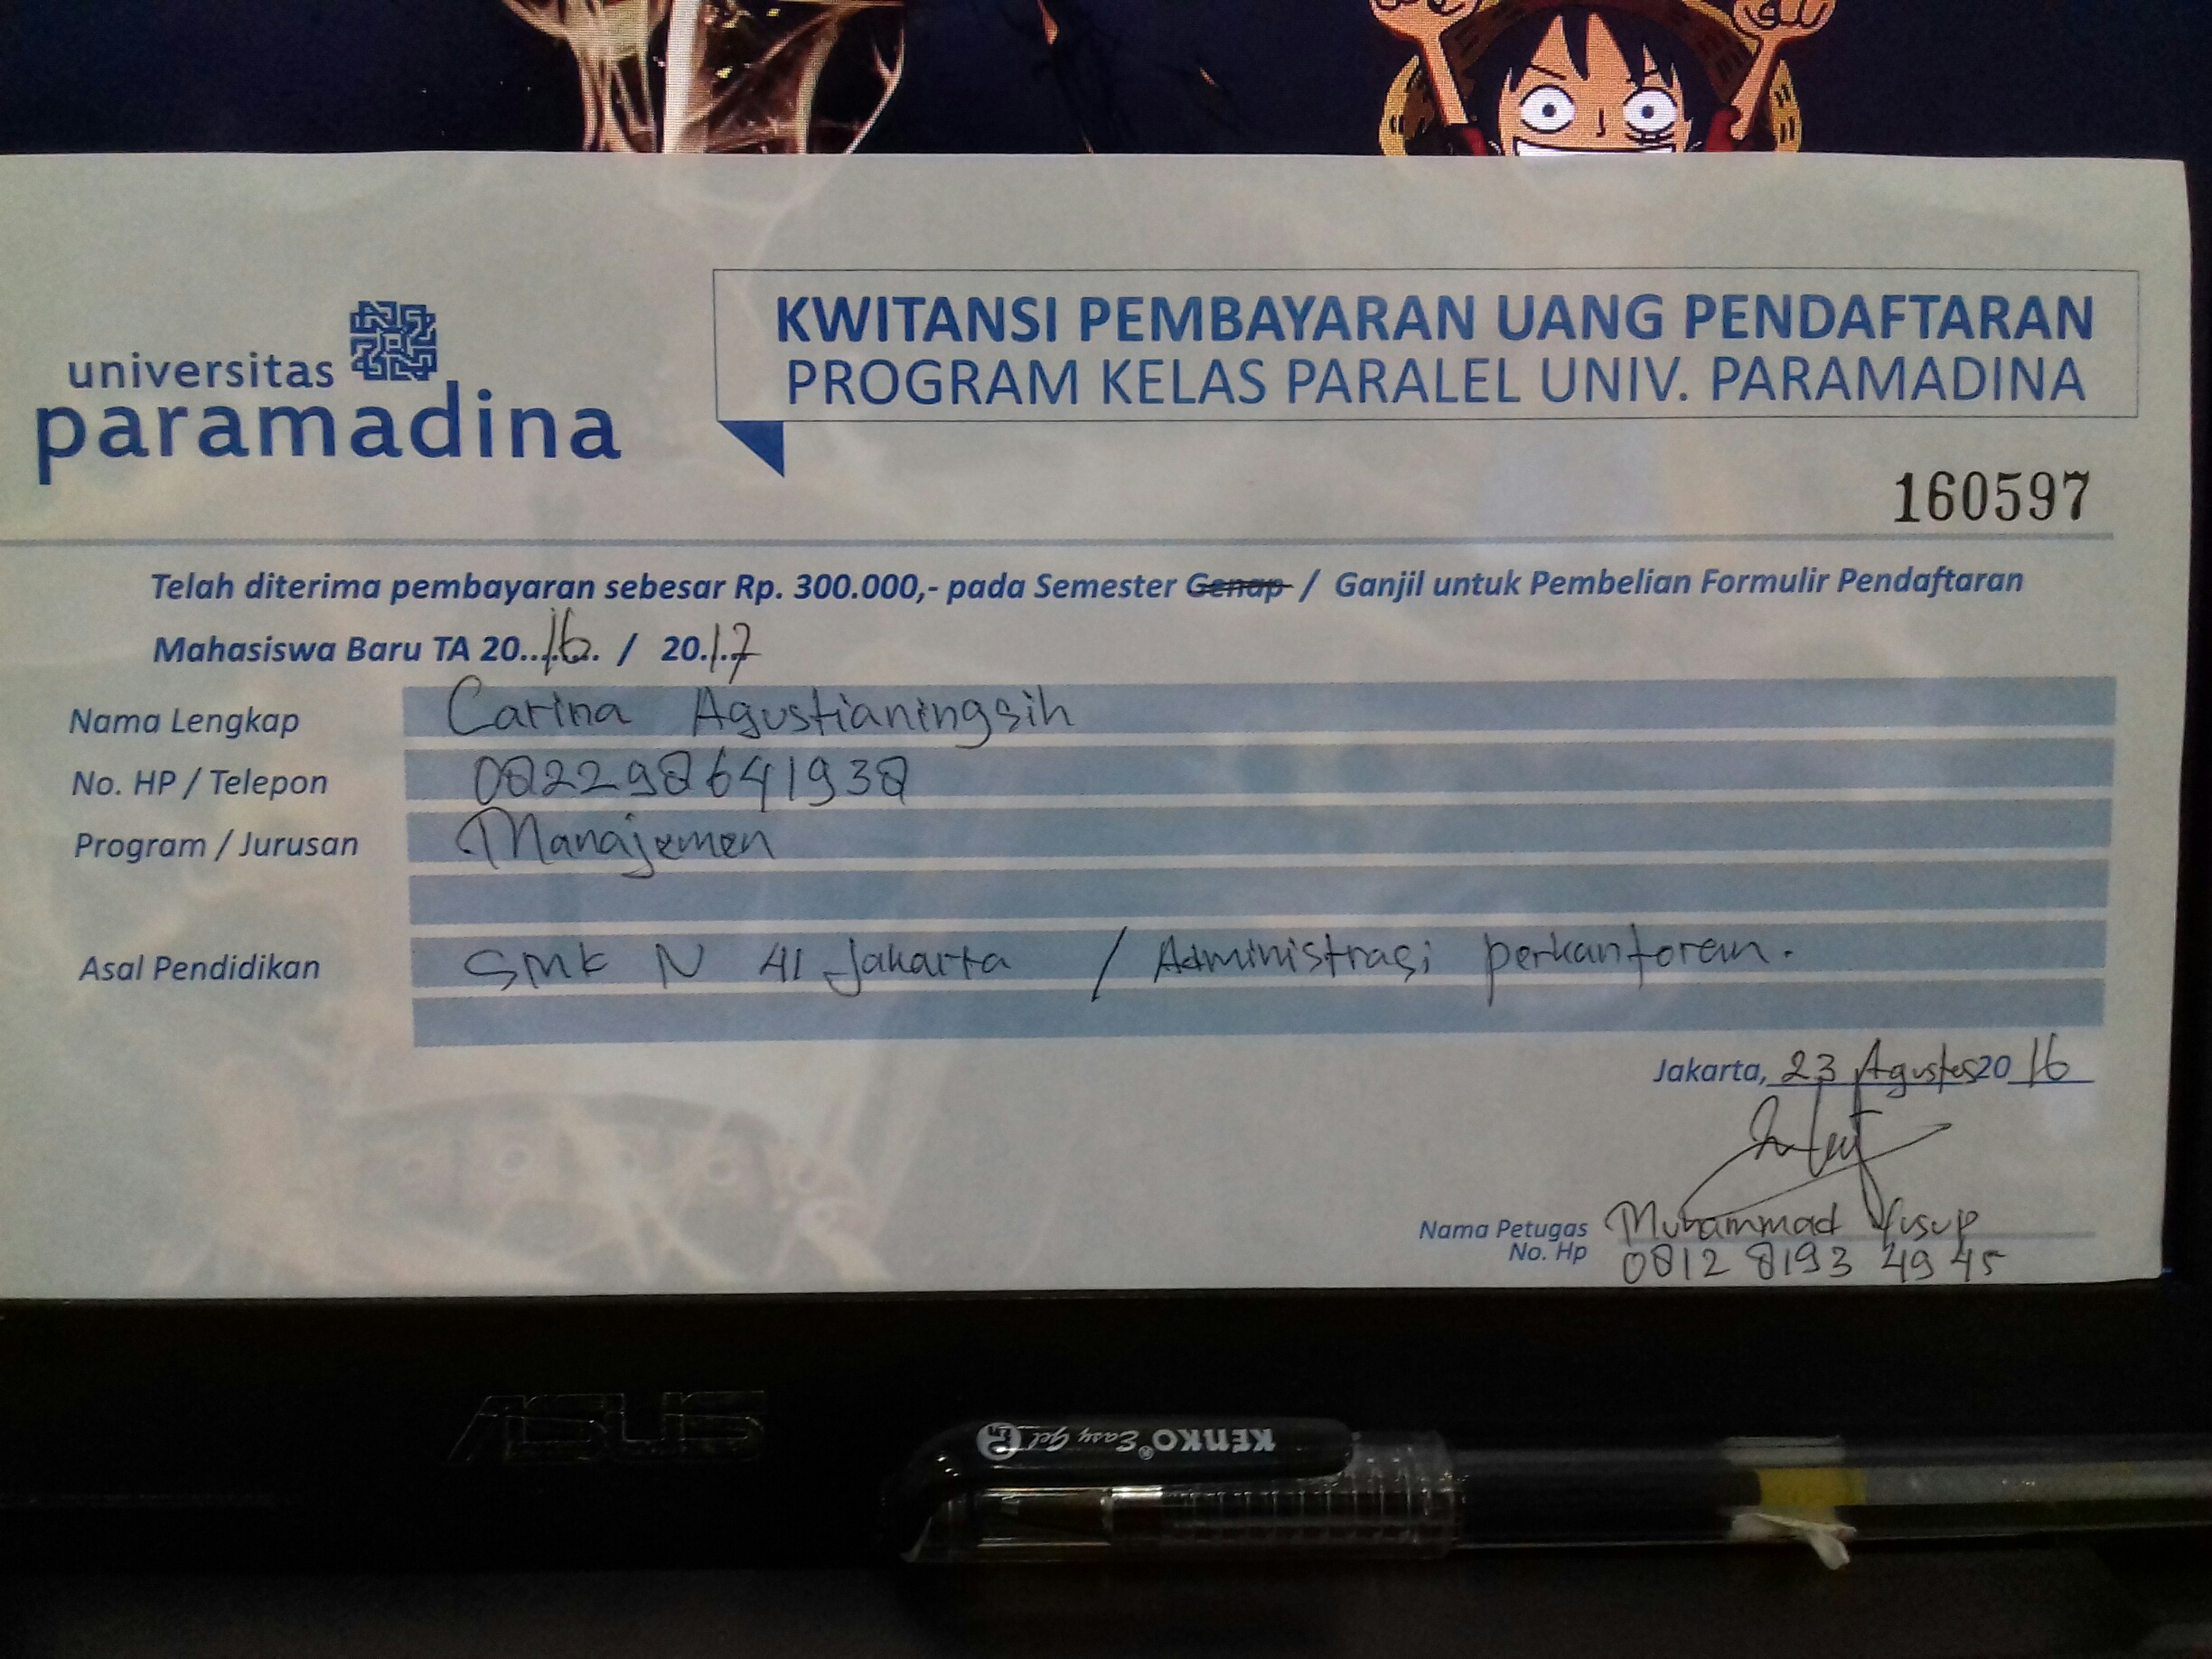 universitas
paramadina
KWITANSI PEMBAYARAN UANG PENDAFTARAN
PROGRAM KELAS PARALEL UNIV. PARAMADINA
160597
Telah diterima pembayaran sebesar Rp. 300.000,- pada Semester Genap / Ganjil untuk Pembelian Formulir Pendaftaran
Mahasiswa Baru TA 20..16.. / 20.17
Nama Lengkap Carina Agustianingsih
No. HP / Telepon 082298641938
Program / Jurusan Manajemen
Asal Pendidikan SMK N 41 Jakarta / Administrasi perkantoran.
Jakarta, 23 Agustus 2016
Nama Petugas Muhammad Yusup
No. Hp 0812 8193 4945
ASUS
KENKO® Easy Gel